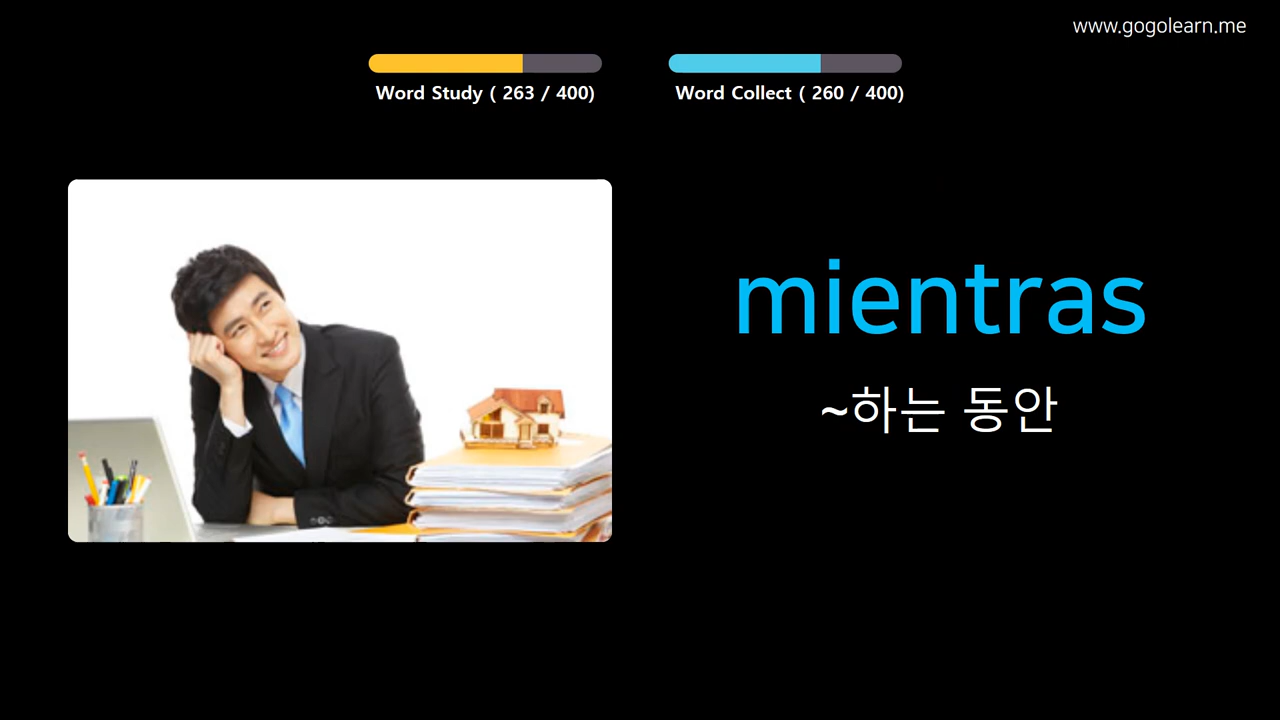 www.gogolearn.me
Word Study ( 263 / 400)
Word Collect ( 260 / 400)
mientras
~하는 동안